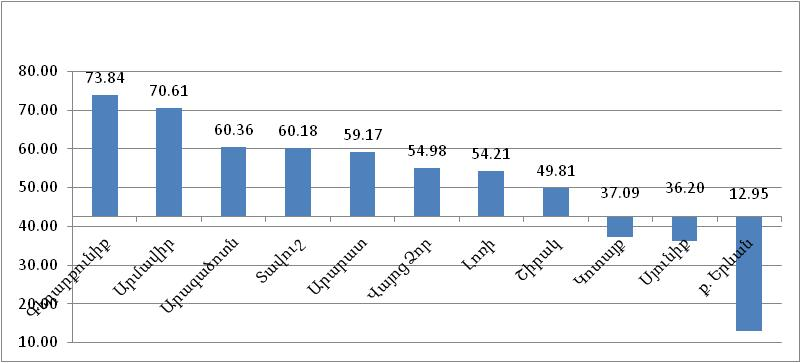 80.00
70.00
60.00
50.00
40.00
30.00
20.00
10.00
73.84
70.61
60.36
60.18
59.17
54.98
54.21
49.81
37.09
36.20
12.95
Գեղարքունիք
Արմավիր
Արագածոտն
Տավուշ
Արարատ
Վայոց Ձոր
Լոռի
Շիրակ
Կոտայք
Սյունիք
ք. Երևան